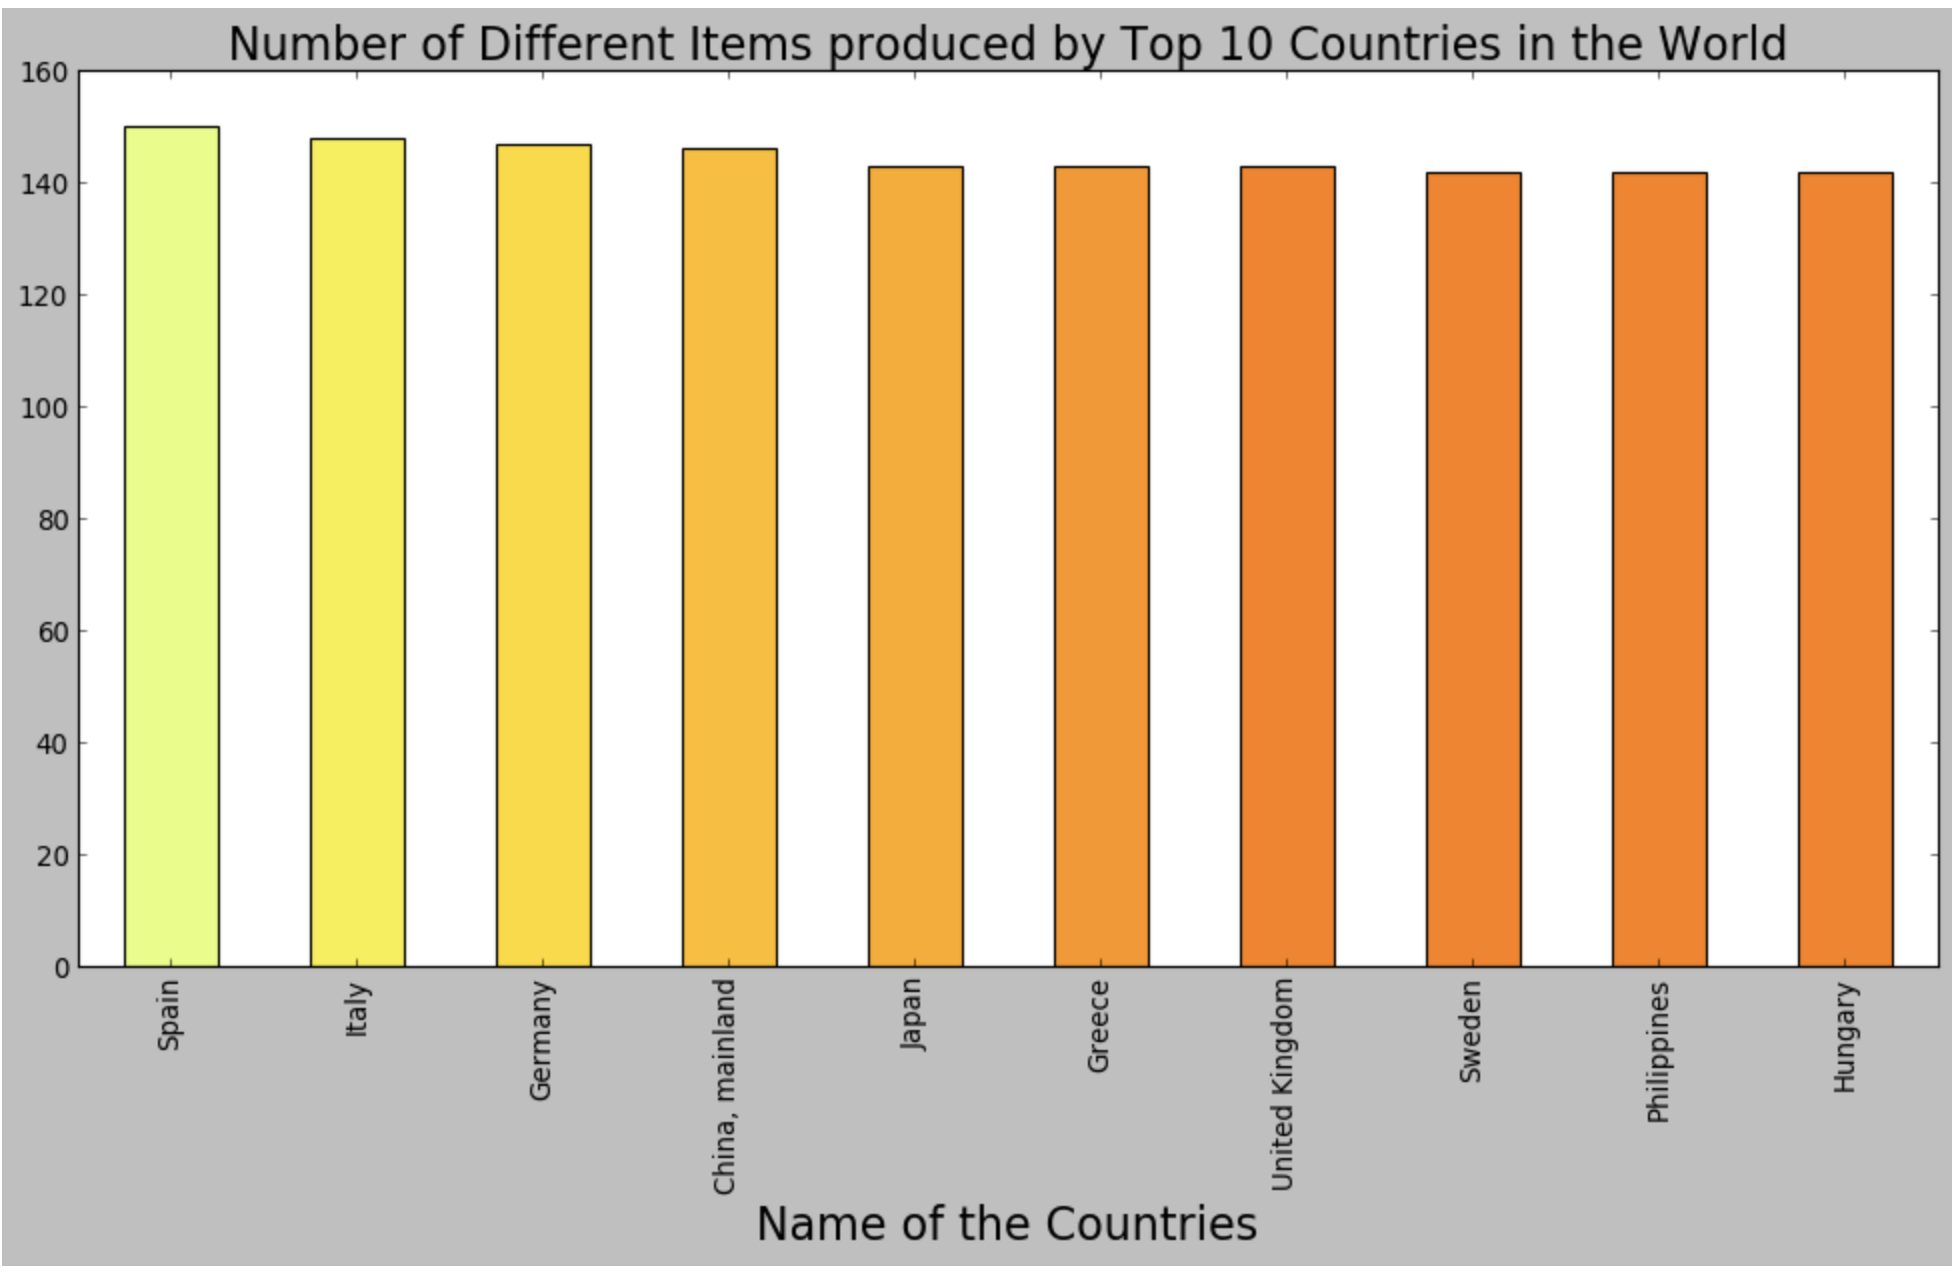 Number of Different Items produced by Top 10 Countries in the World
160
140
120
100
80
60
40
20
0
Spain
Italy
Germany
China, mainland
Japan
Greece
United Kingdom
Sweden
Philippines
Hungary
Name of the Countries